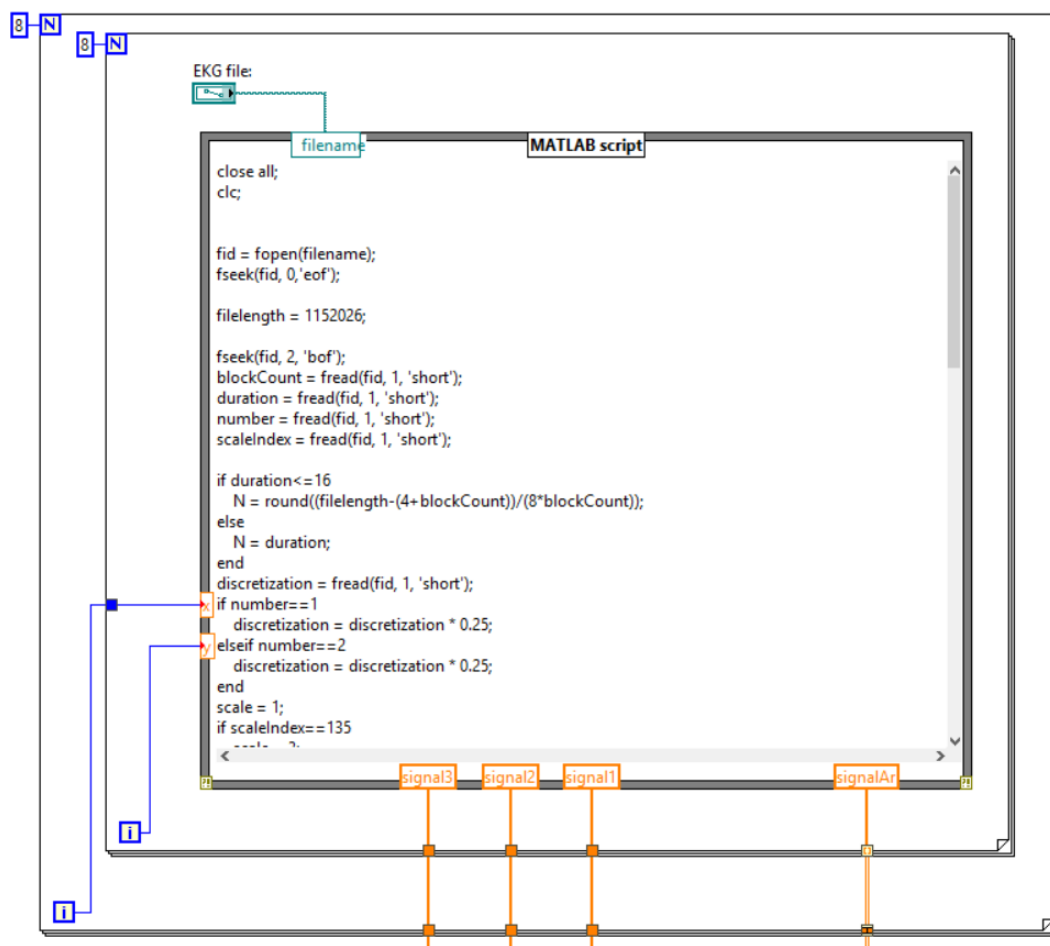 8 N
8 N
EKG file:
filename
MATLAB script
close all;
clc;
fid = fopen(filename);
fseek(fid, 0,'eof');
filelength = 1152026;
fseek(fid, 2, 'bof');
blockCount = fread(fid, 1, 'short');
duration = fread(fid, 1, 'short');
number = fread(fid, 1, 'short');
scaleIndex = fread(fid, 1, 'short');
if duration<=16
N = round((filelength-(4+blockCount))/(8*blockCount));
else
N = duration;
end
discretization = fread(fid, 1, 'short');
x
if number==1
discretization = discretization * 0.25;
y
elseif number==2
discretization = discretization * 0.25;
end
scale = 1;
if scaleIndex==135
signal3
signal2
signal1
signalAr
i
i